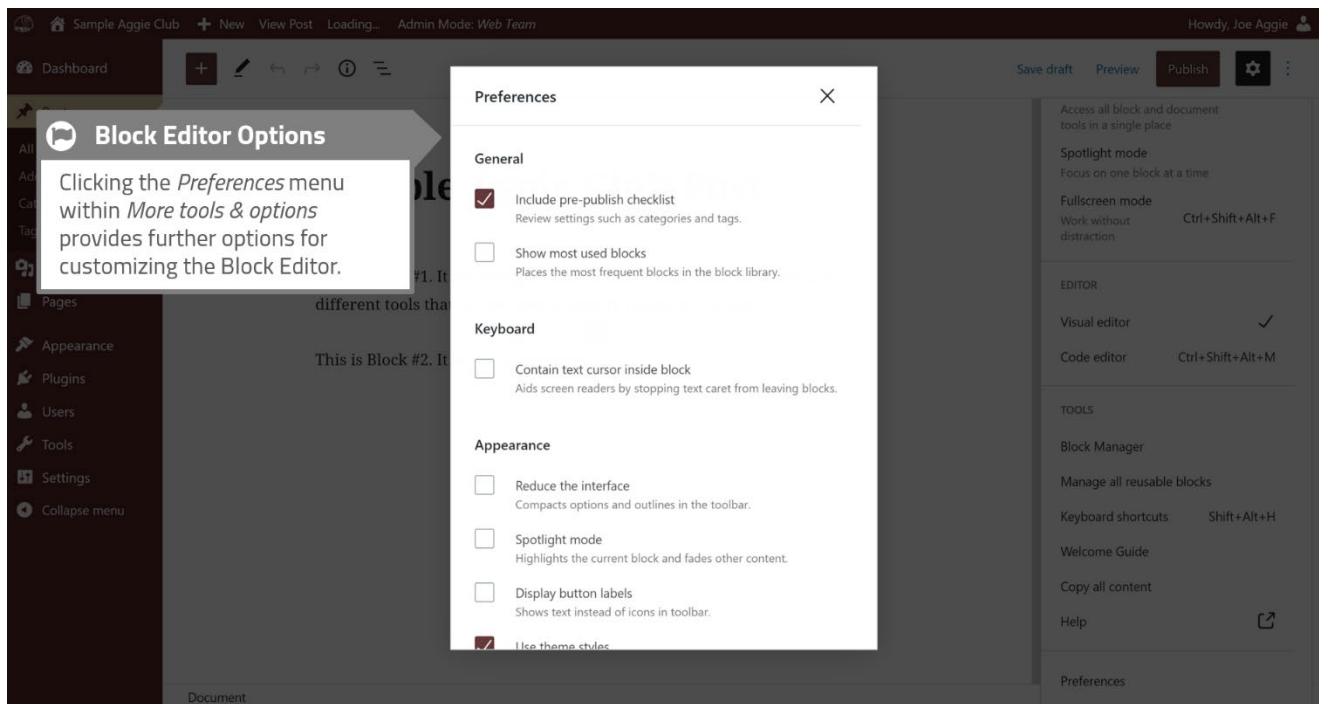 Sample Aggie Club + New View Post Loading... Admin Mode: Web Team Howdy, Joe Aggie
Dashboard
Save draft Preview Publish
Block Editor Options
Clicking the Preferences menu
within More tools & options
provides further options for
customizing the Block Editor.
All
Ad
Cat
Tag
Pages
Appearance
Plugins
Users
Tools
Settings
Collapse menu
#1. It
different tools tha
This is Block #2. It
Document
Preferences
General
Include pre-publish checklist
Review settings such as categories and tags.
Show most used blocks
Places the most frequent blocks in the block library.
Keyboard
Contain text cursor inside block
Aids screen readers by stopping text caret from leaving blocks.
Appearance
Reduce the interface
Compacts options and outlines in the toolbar.
Spotlight mode
Highlights the current block and fades other content.
Display button labels
Shows text instead of icons in toolbar.
Use theme styles
Access all block and document
tools in a single place
Spotlight mode
Focus on one block at a time
Fullscreen mode
Work without Ctrl+Shift+Alt+F
distraction
EDITOR
Visual editor
Code editor Ctrl+Shift+Alt+M
TOOLS
Block Manager
Manage all reusable blocks
Keyboard shortcuts Shift+Alt+H
Welcome Guide
Copy all content
Help
Preferences